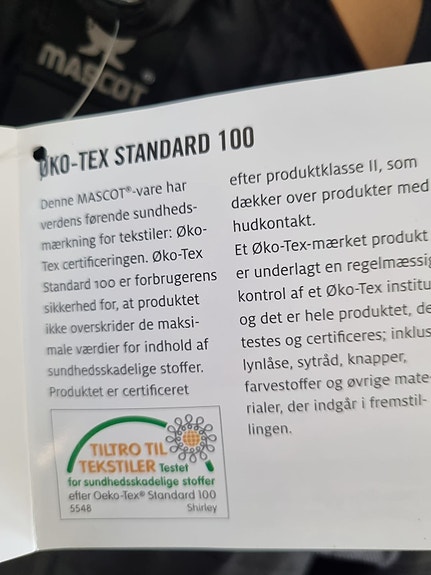 MASCOT®
ØKO-TEX STANDARD 100
Denne MASCOT®-vare har
verdens førende sundheds-
mærkning for tekstiler: Øko-
Tex certificeringen. Øko-Tex
Standard 100 er forbrugerens
sikkerhed for, at produktet
ikke overskrider de maksi-
male værdier for indhold af
sundhedsskadelige stoffer.
Produktet er certificeret
efter produktklasse II, som
dækker over produkter med
hudkontakt.
Et Øko-Tex-mærket produkt
er underlagt en regelmæssig
kontrol af et Øko-Tex institu
og det er hele produktet, de
testes og certificeres; inklus
lynlåse, sytråd, knapper,
farvestoffer og øvrige mate-
rialer, der indgår i fremstil-
lingen.
TILTRO TIL
TEKSTILER Testet
for sundhedsskadelige stoffer
efter Oeko-Tex® Standard 100
5548 Shirley